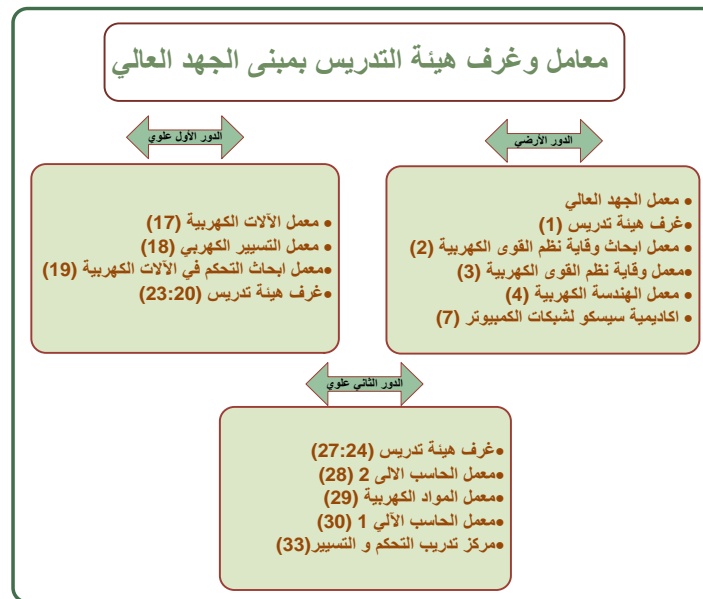 معامل وغرف هيئة التدريس بمبنى الجهد العالي
الدور الأرضي
• معمل الجهد العالي
•غرف هيئة تدريس (1)
• معمل ابحاث وقاية نظم القوى الكهربية (2)
•معمل وقاية نظم القوى الكهربية (3)
• معمل الهندسة الكهربية (4)
• اكاديمية سيسكو لشبكات الكمبيوتر (7)
الدور الأول علوي
• معمل الآلات الكهربية (17)
• معمل التسيير الكهربي (18)
•معمل ابحاث التحكم في الآلات الكهربية (19)
•غرف هيئة تدريس (23:20)
الدور الثاني علوي
•غرف هيئة تدريس (27:24)
•معمل الحاسب الالى 2 (28)
•معمل المواد الكهربية (29)
•معمل الحاسب الآلي 1 (30)
•مركز تدريب التحكم و التسيير(33)